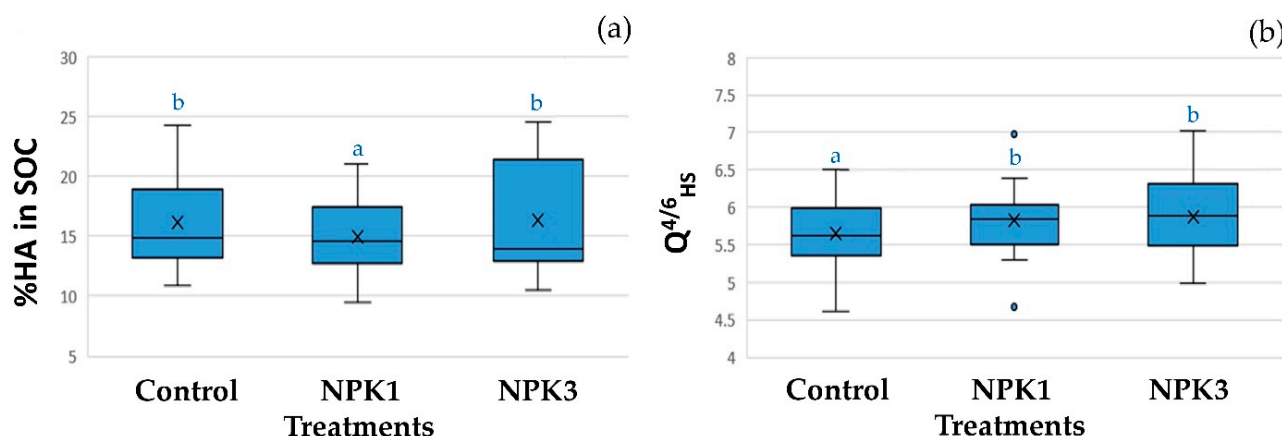 (a)
30
25
20
15
10
5
%HA in SOC
b
a
b
Control
NPK1
NPK3
Treatments
(b)
8
7.5
7
6.5
6
5.5
5
4.5
4
Q4/6HS
a
b
b
Control
NPK1
NPK3
Treatments